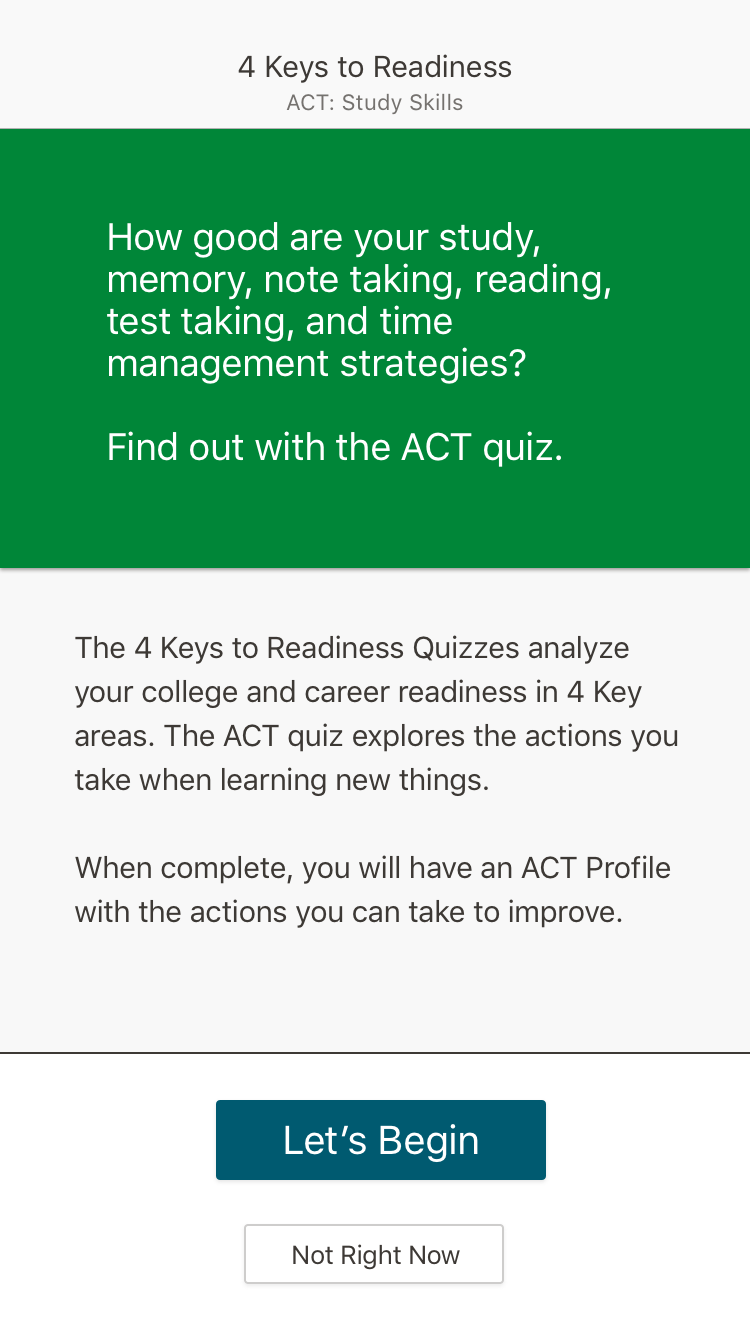 4 Keys to Readiness
ACT: Study Skills
How good are your study,
memory, note taking, reading,
test taking, and time
management strategies?
Find out with the ACT quiz.
The 4 Keys to Readiness Quizzes analyze
your college and career readiness in 4 Key
areas. The ACT quiz explores the actions you
take when learning new things.
When complete, you will have an ACT Profile
with the actions you can take to improve.
Let’s Begin
Not Right Now